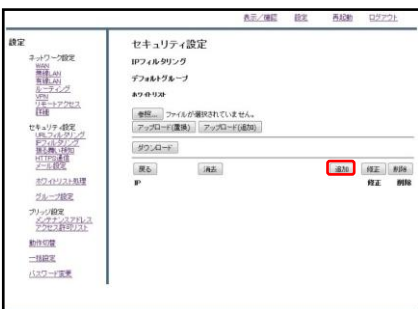 表示/確認 設定 再起動 ログアウト
設定
ネットワーク設定
WAN
無線LAN
有線LAN
ルーティング
VPN
リモートアクセス
詳細
セキュリティ設定
URLフィルタリング
IPフィルタリング
振る舞い検知
HTTPS通信
メール設定
ホワイトリスト処理
グループ設定
ブリッジ設定
メンテナンスアドレス
アクセス許可リスト
動作切替
一括設定
パスワード変更
セキュリティ設定
IPフィルタリング
デフォルトグループ
ホワイトリスト
参照... ファイルが選択されていません。
アップロード(置換) アップロード(追加)
ダウンロード
戻る 消去 追加 修正 削除
IP 修正 削除